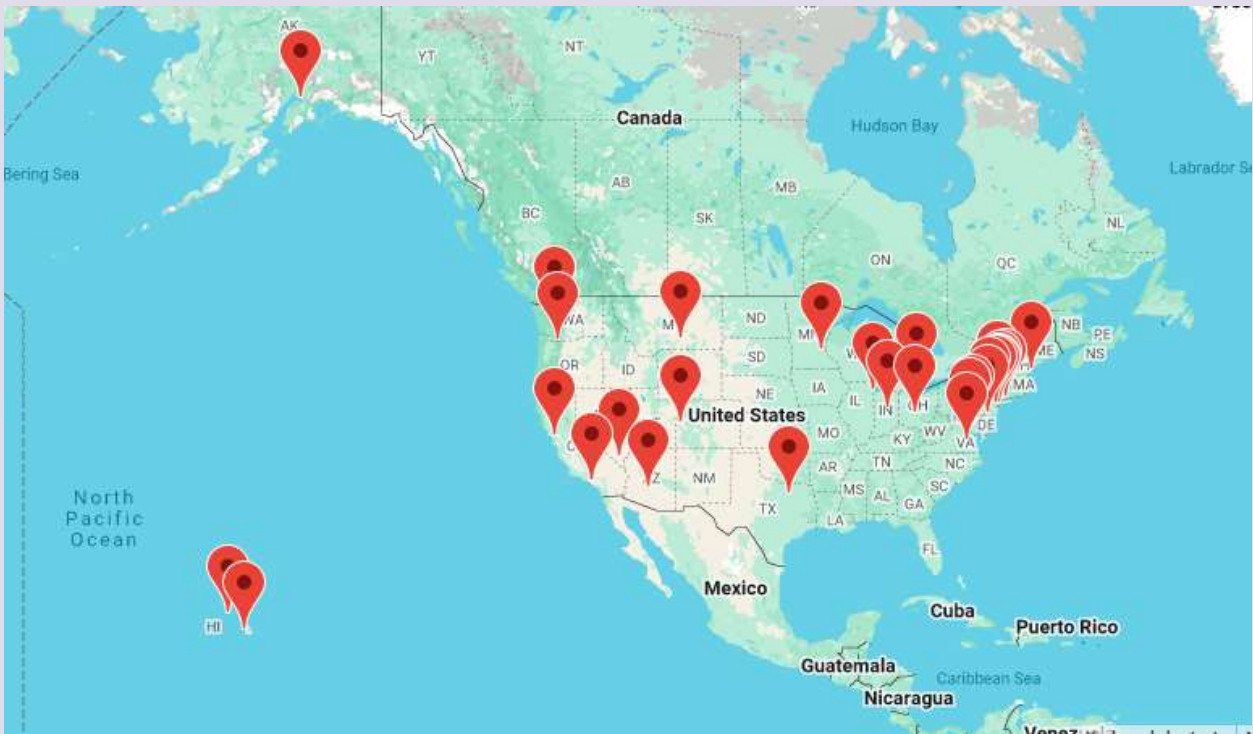 AK
YT
NT
Canada
Hudson Bay
Bering Sea
Labrador Se
AB
MB
BC
SK
NL
ON
QC
WA
M
ND
MI
NB
PE
ME
NS
OR
ID
SD
W
H
MA
IA
NE
IL
IN
OH
United States
DE
MO
KY
WV
VA
C
Z
NM
AR
TN
NC
MS
AL
SC
GA
TX
LA
North
Pacific
Ocean
FL
Mexico
HI
Cuba
Puerto Rico
Guatemala
Caribbean Sea
Nicaragua
Venez